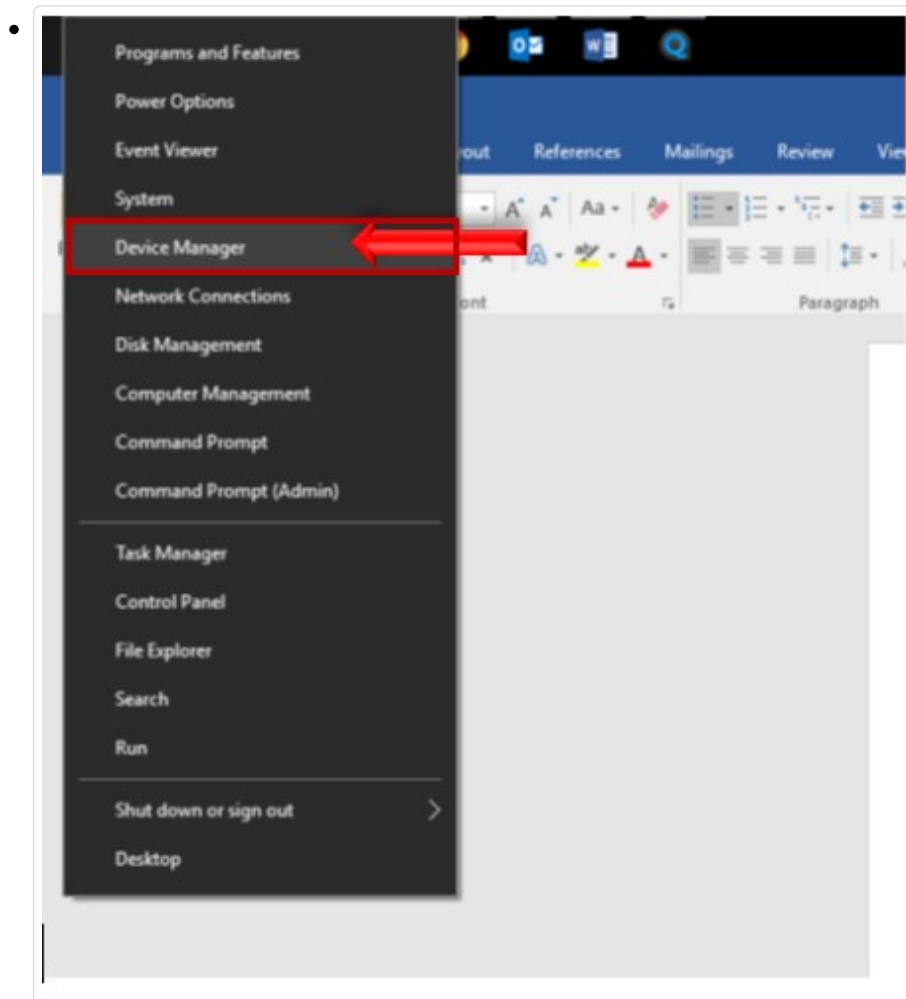 Programs and Features
Power Options
Event Viewer
References Mailings Review
System
Aa
Device Manager
Network Connections
Paragraph
Disk Management
Computer Management
Command Prompt
Command Prompt (Admin)
Task Manager
Control Panel
File Explorer
Search
Run
Shut down or sign out
Desktop